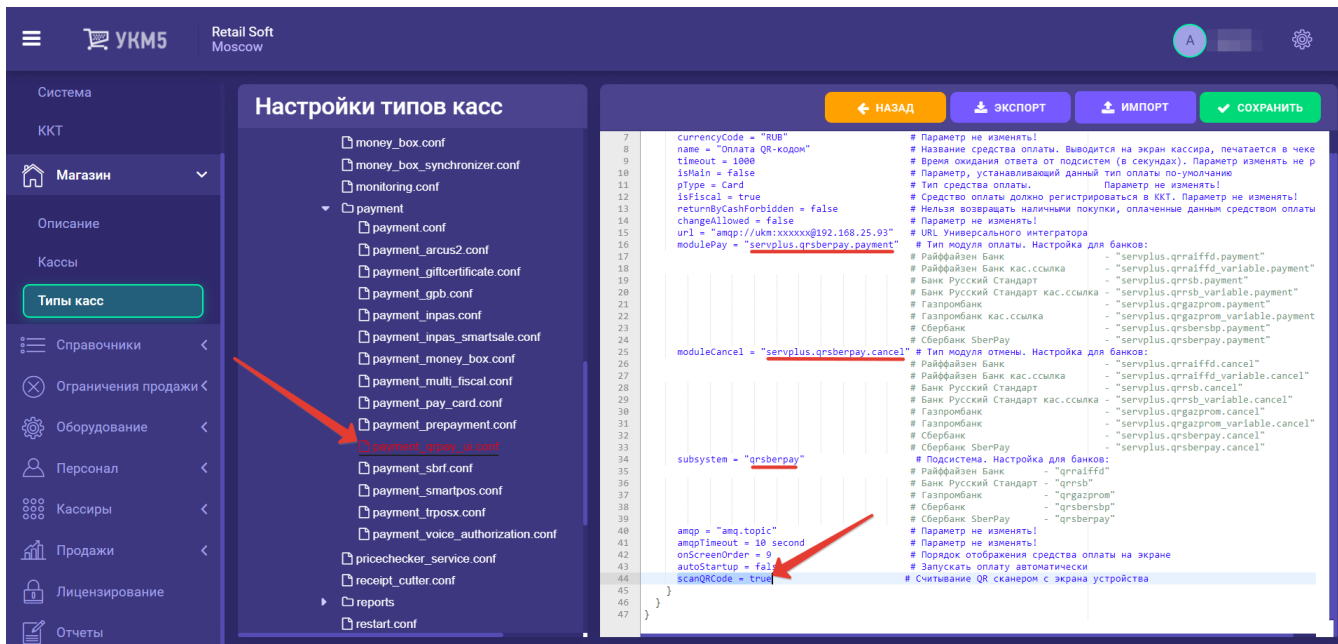 УКМ5
Retail Soft
Moscow
A
Система
ККТ
Магазин
Описание
Кассы
Типы касс
Справочники
Ограничения продажи
Оборудование
Персонал
Кассиры
Продажи
Лицензирование
Отчеты
Настройки типов касс
money_box.conf
money_box_synchronizer.conf
monitoring.conf
payment
payment.conf
payment_arcus2.conf
payment_giftcertificate.conf
payment_gpb.conf
payment_inpas.conf
payment_inpas_smartsale.conf
payment_money_box.conf
payment_multi_fiscal.conf
payment_pay_card.conf
payment_prepayment.conf
payment_qrpay_ui.conf
payment_sbrf.conf
payment_smartpos.conf
payment_trposx.conf
payment_voice_authorization.conf
pricechecker_service.conf
receipt_cutter.conf
reports
restart.conf
НАЗАД
ЭКСПОРТ
ИМПОРТ
СОХРАНИТЬ
7 currencyCode = "RUB" # Параметр не изменять!
8 name = "Оплата QR-кодом" # Название средства оплаты. Выводится на экран кассира, печатается в чеке
9 timeout = 1000 # Время ожидания ответа от подсистем (в секундах). Параметр изменять не р
10 isMain = false # Параметр, устанавливающий данный тип оплаты по-умолчанию
11 pType = Card # Тип средства оплаты. Параметр не изменять!
12 isFiscal = true # Средство оплаты должно регистрироваться в ККТ. Параметр не изменять!
13 returnByCashForbidden = false # Нельзя возвращать наличными покупки, оплаченные данным средством оплаты
14 changeAllowed = false # Параметр не изменять!
15 url = "amqp://ukm:xxxxxx@192.168.25.93" # URL Универсального интегратора
16 modulePay = "servplus.qrsberpay.payment" # Тип модуля оплаты. Настройка для банков:
17 # Райффайзен Банк - "servplus.qrraiffd.payment"
18 # Райффайзен Банк кас.ссылка - "servplus.qrraiffd_variable.payment"
19 # Банк Русский Стандарт - "servplus.qrrsb.payment"
20 # Банк Русский Стандарт кас.ссылка - "servplus.qrrsb_variable.payment"
21 # Газпромбанк - "servplus.qrgazprom.payment"
22 # Газпромбанк кас.ссылка - "servplus.qrgazprom_variable.payment
23 # Сбербанк - "servplus.qrsbersbp.payment"
24 # Сбербанк SberPay - "servplus.qrsberpay.payment"
25 moduleCancel = "servplus.qrsberpay.cancel" # Тип модуля отмены. Настройка для банков:
26 # Райффайзен Банк - "servplus.qrraiffd.cancel"
27 # Райффайзен Банк кас.ссылка - "servplus.qrraiffd_variable.cancel"
28 # Банк Русский Стандарт - "servplus.qrrsb.cancel"
29 # Банк Русский Стандарт кас.ссылка - "servplus.qrrsb_variable.cancel"
30 # Газпромбанк - "servplus.qrgazprom.cancel"
31 # Газпромбанк - "servplus.qrgazprom_variable.cancel"
32 # Сбербанк - "servplus.qrsberpay.cancel"
33 # Сбербанк SberPay - "servplus.qrsberpay.cancel"
34 subsystem = "qrsberpay" # Подсистема. Настройка для банков:
35 # Райффайзен Банк - "qrraiffd"
36 # Банк Русский Стандарт - "qrrsb"
37 # Газпромбанк - "qrgazprom"
38 # Сбербанк - "qrsbersbp"
39 # Сбербанк SberPay - "qrsberpay"
40 amqp = "amq.topic" # Параметр не изменять!
41 amqpTimeout = 10 second # Параметр не изменять!
42 onScreenOrder = 9 # Порядок отображения средства оплаты на экране
43 autoStartup = fals # Запускать оплату автоматически
44 scanQRCode = true # Считывание QR сканером с экрана устройства
45 }
46 }
47 }